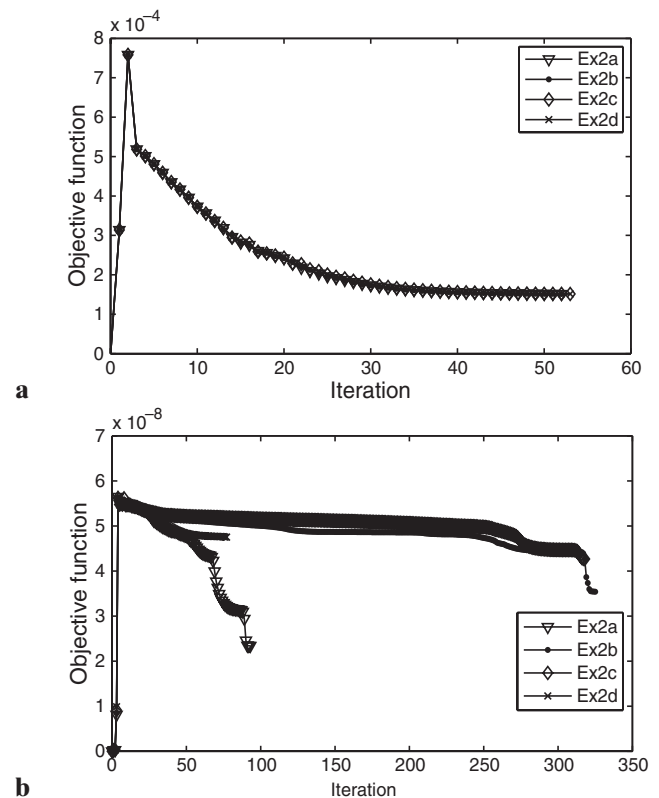 x 10⁻⁴
8
7
6
5
4
3
2
1
0
Objective function
Ex2a
Ex2b
Ex2c
Ex2d
0 10 20 30 40 50 60
Iteration
a
x 10⁻⁸
7
6
5
4
3
2
1
0
Objective function
Ex2a
Ex2b
Ex2c
Ex2d
0 50 100 150 200 250 300 350
Iteration
b